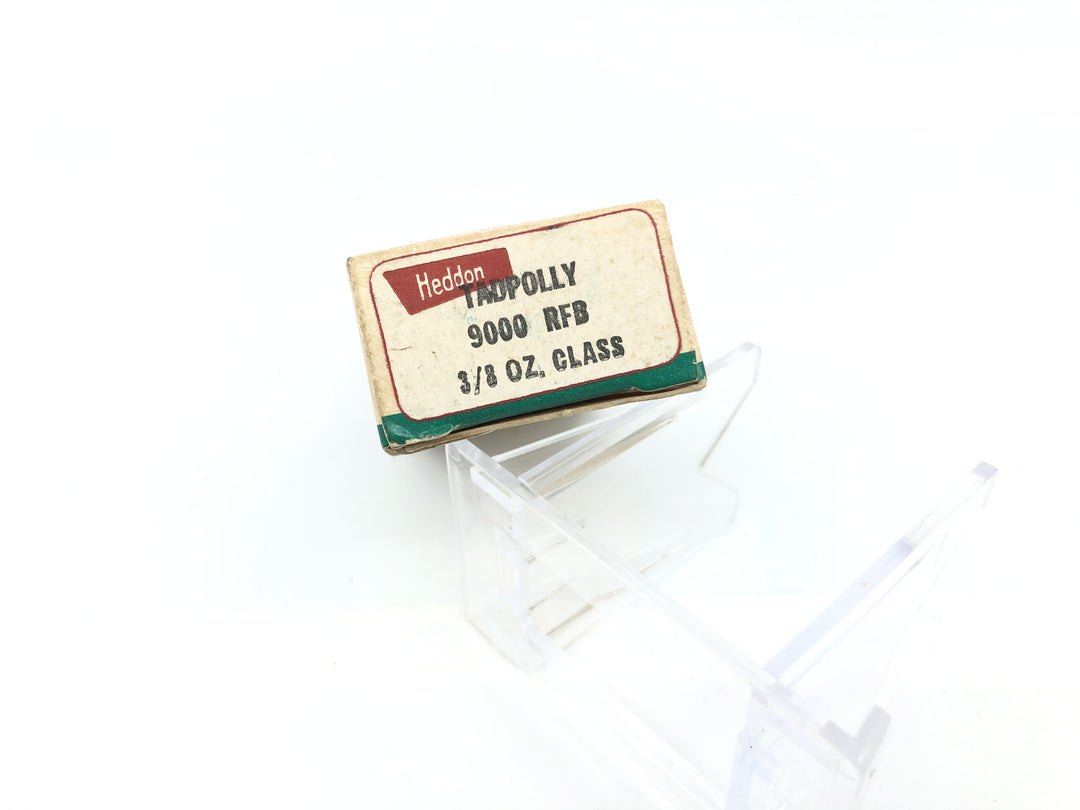 Heddon
TADPOLLY
9000 RFB
3/8 OZ. CLASS